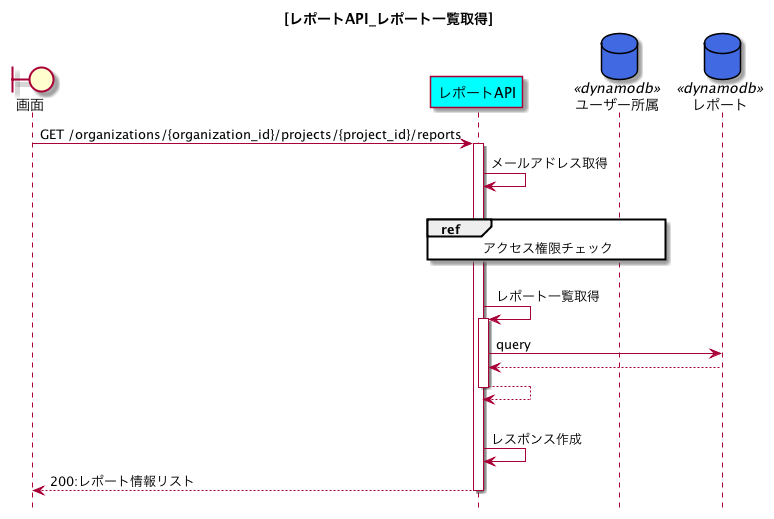 [レポートAPI_レポート一覧取得]
画面
レポートAPI
«dynamodb»
ユーザー所属
«dynamodb»
レポート
GET /organizations/{organization_id}/projects/{project_id}/reports
メールアドレス取得
ref
アクセス権限チェック
レポート一覧取得
query
レスポンス作成
200:レポート情報リスト